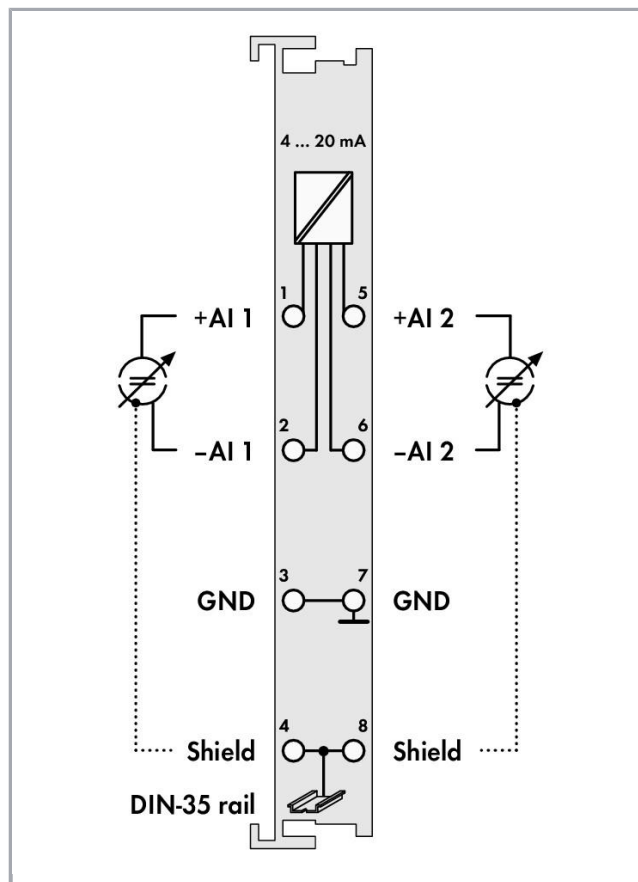 4 ... 20 mA
1 5
+AI 1 +AI 2
2 6
–AI 1 –AI 2
3 7
GND GND
4 8
Shield Shield
DIN-35 rail